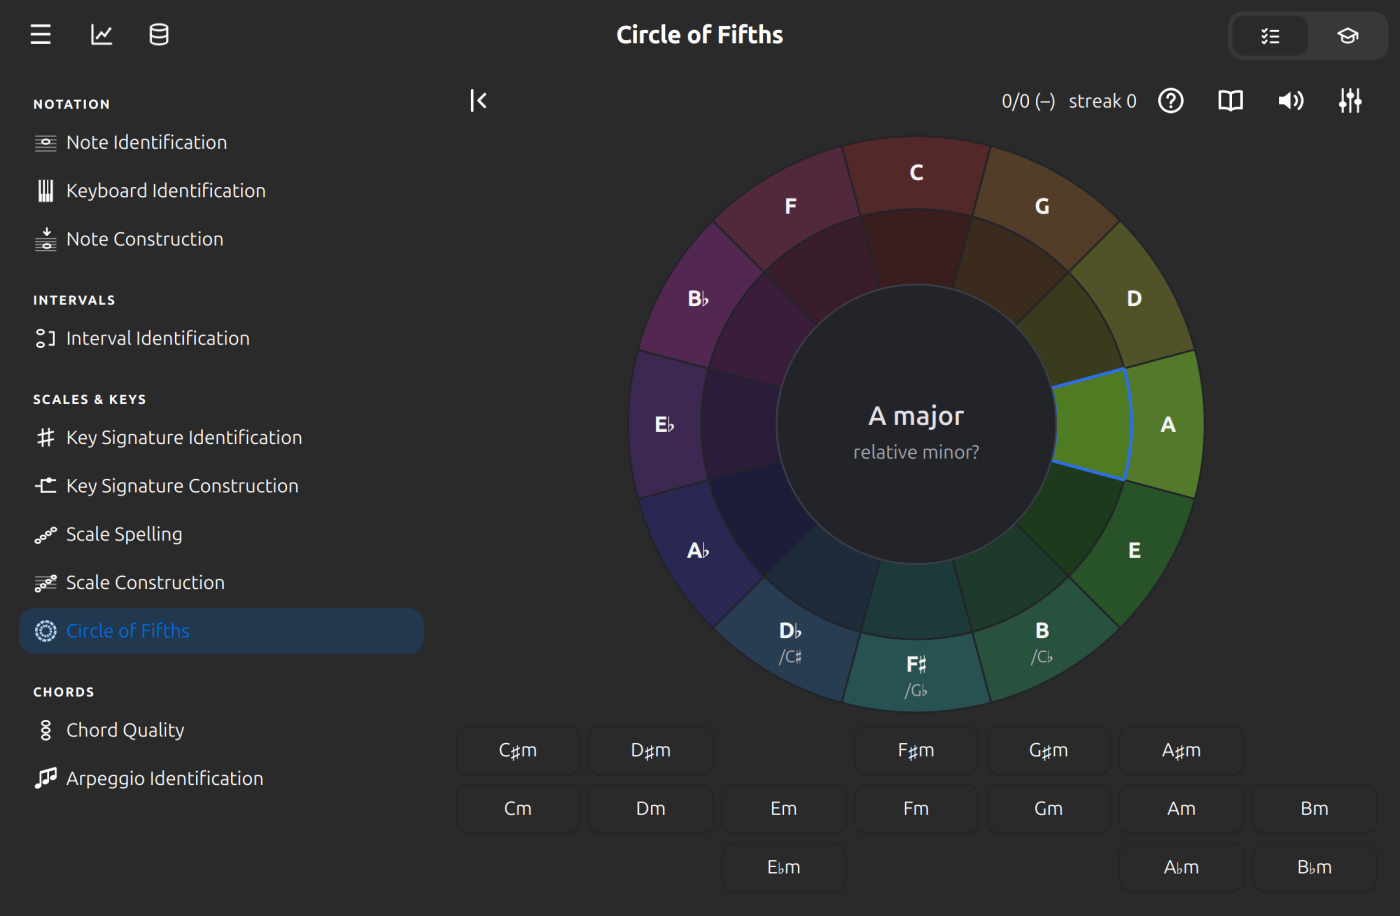 Circle of Fifths
NOTATION
Note Identification
Keyboard Identification
Note Construction
INTERVALS
Interval Identification
SCALES & KEYS
Key Signature Identification
Key Signature Construction
Scale Spelling
Scale Construction
Circle of Fifths
CHORDS
Chord Quality
Arpeggio Identification
0/0 (–) streak 0
C
G
D
A
E
B
/C♭
F♯
/G♭
D♭
/C♯
A♭
E♭
B♭
F
A major
relative minor?
C♯m D♯m F♯m G♯m A♯m
Cm Dm Em Fm Gm Am Bm
E♭m A♭m B♭m